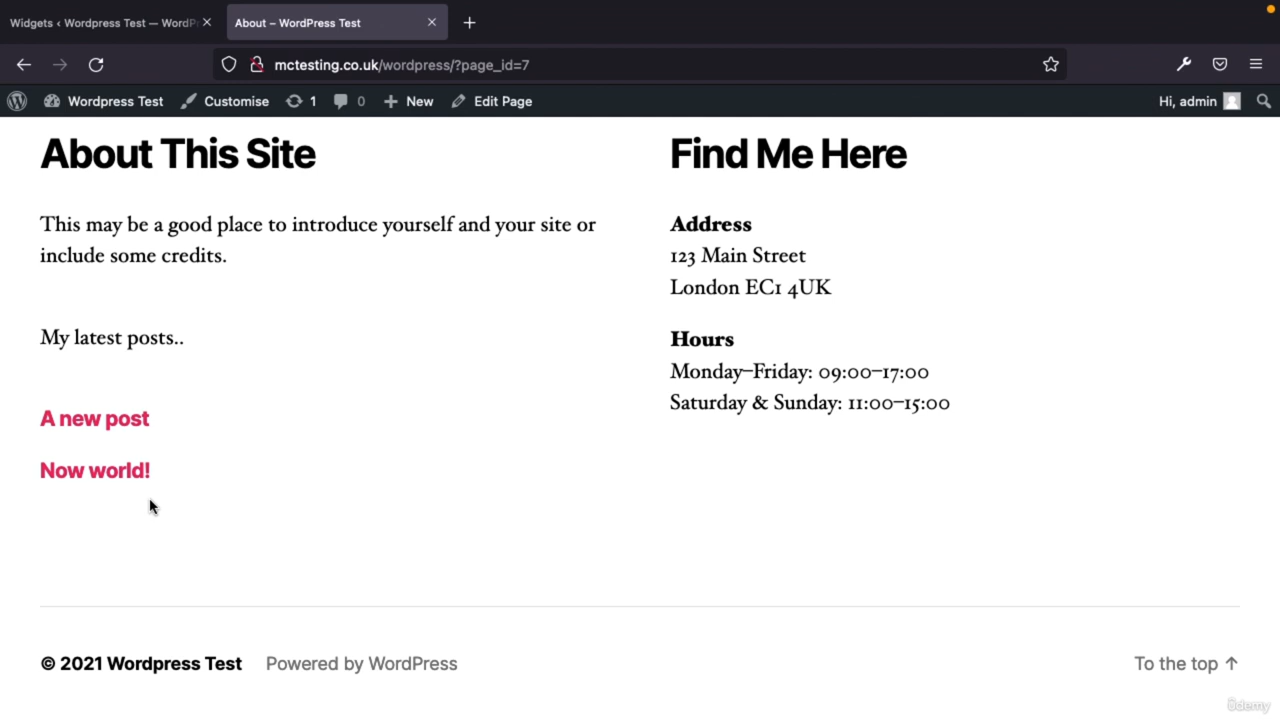 Widgets ‹ Wordpress Test — WordPr
About – WordPress Test
mctesting.co.uk/wordpress/?page_id=7
Wordpress Test
Customise
1
0
New
Edit Page
Hi, admin
About This Site
This may be a good place to introduce yourself and your site or
include some credits.
My latest posts..
A new post
Now world!
Find Me Here
Address
123 Main Street
London EC1 4UK
Hours
Monday–Friday: 09:00–17:00
Saturday & Sunday: 11:00–15:00
© 2021 Wordpress Test
Powered by WordPress
To the top ↑
ûdemy